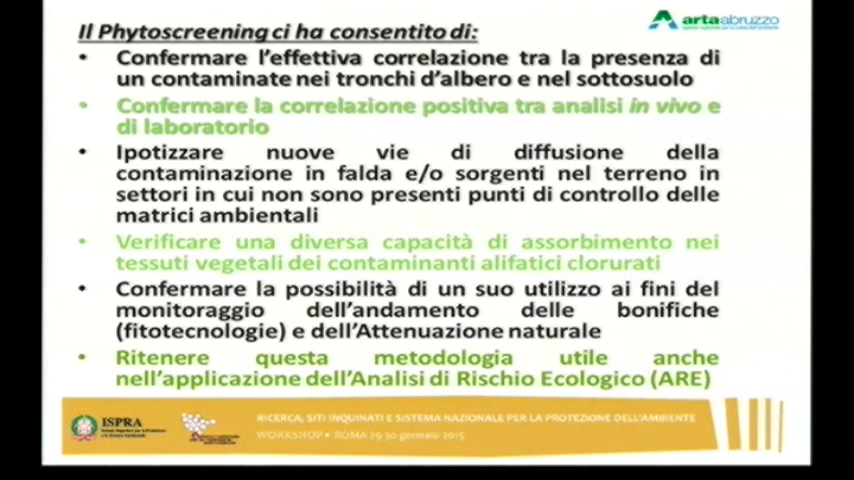 Il Phytoscreening ci ha consentito di:
artaabruzzo
• Confermare l'effettiva correlazione tra la presenza di
un contaminate nei tronchi d'albero e nel sottosuolo
• Confermare la correlazione positiva tra analisi in vivo e
di laboratorio
• Ipotizzare nuove vie di diffusione della
contaminazione in falda e/o sorgenti nel terreno in
settori in cui non sono presenti punti di controllo delle
matrici ambientali
• Verificare una diversa capacità di assorbimento nei
tessuti vegetali dei contaminanti alifatici clorurati
• Confermare la possibilità di un suo utilizzo ai fini del
monitoraggio dell'andamento delle bonifiche
(fitotecnologie) e dell'Attenuazione naturale
• Ritenere questa metodologia utile anche
nell'applicazione dell'Analisi di Rischio Ecologico (ARE)
ISPRA
RICERCA, SITI INQUINATI E SISTEMA NAZIONALE PER LA PROTEZIONE DELL'AMBIENTE
WORKSHOP • ROMA 29-30 gennaio 2015